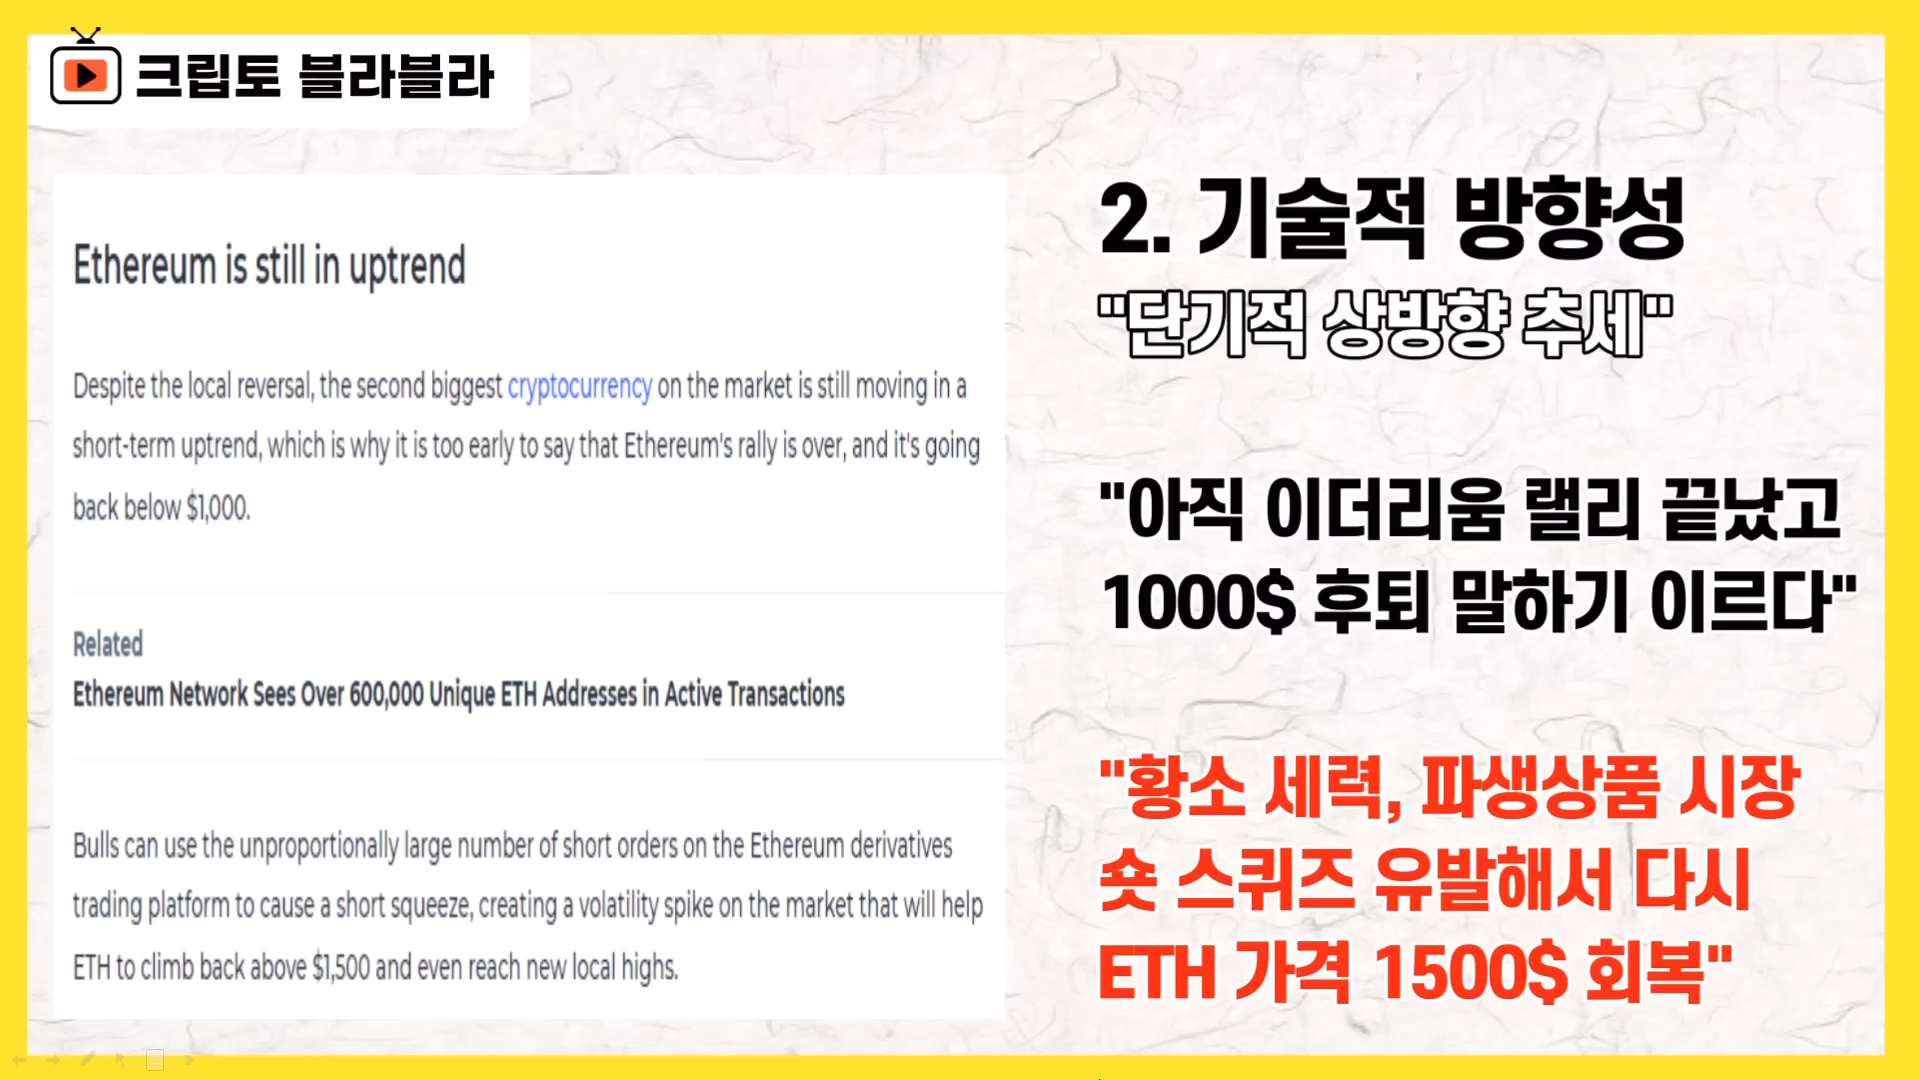 크립토 블라블라
Ethereum is still in uptrend
Despite the local reversal, the second biggest cryptocurrency on the market is still moving in a
short-term uptrend, which is why it is too early to say that Ethereum's rally is over, and it's going
back below $1,000.
Related
Ethereum Network Sees Over 600,000 Unique ETH Addresses in Active Transactions
Bulls can use the unproportionally large number of short orders on the Ethereum derivatives
trading platform to cause a short squeeze, creating a volatility spike on the market that will help
ETH to climb back above $1,500 and even reach new local highs.
2. 기술적 방향성
"단기적 상방향 추세"
"아직 이더리움 랠리 끝났고
1000$ 후퇴 말하기 이르다"
"황소 세력, 파생상품 시장
숏 스퀴즈 유발해서 다시
ETH 가격 1500$ 회복"